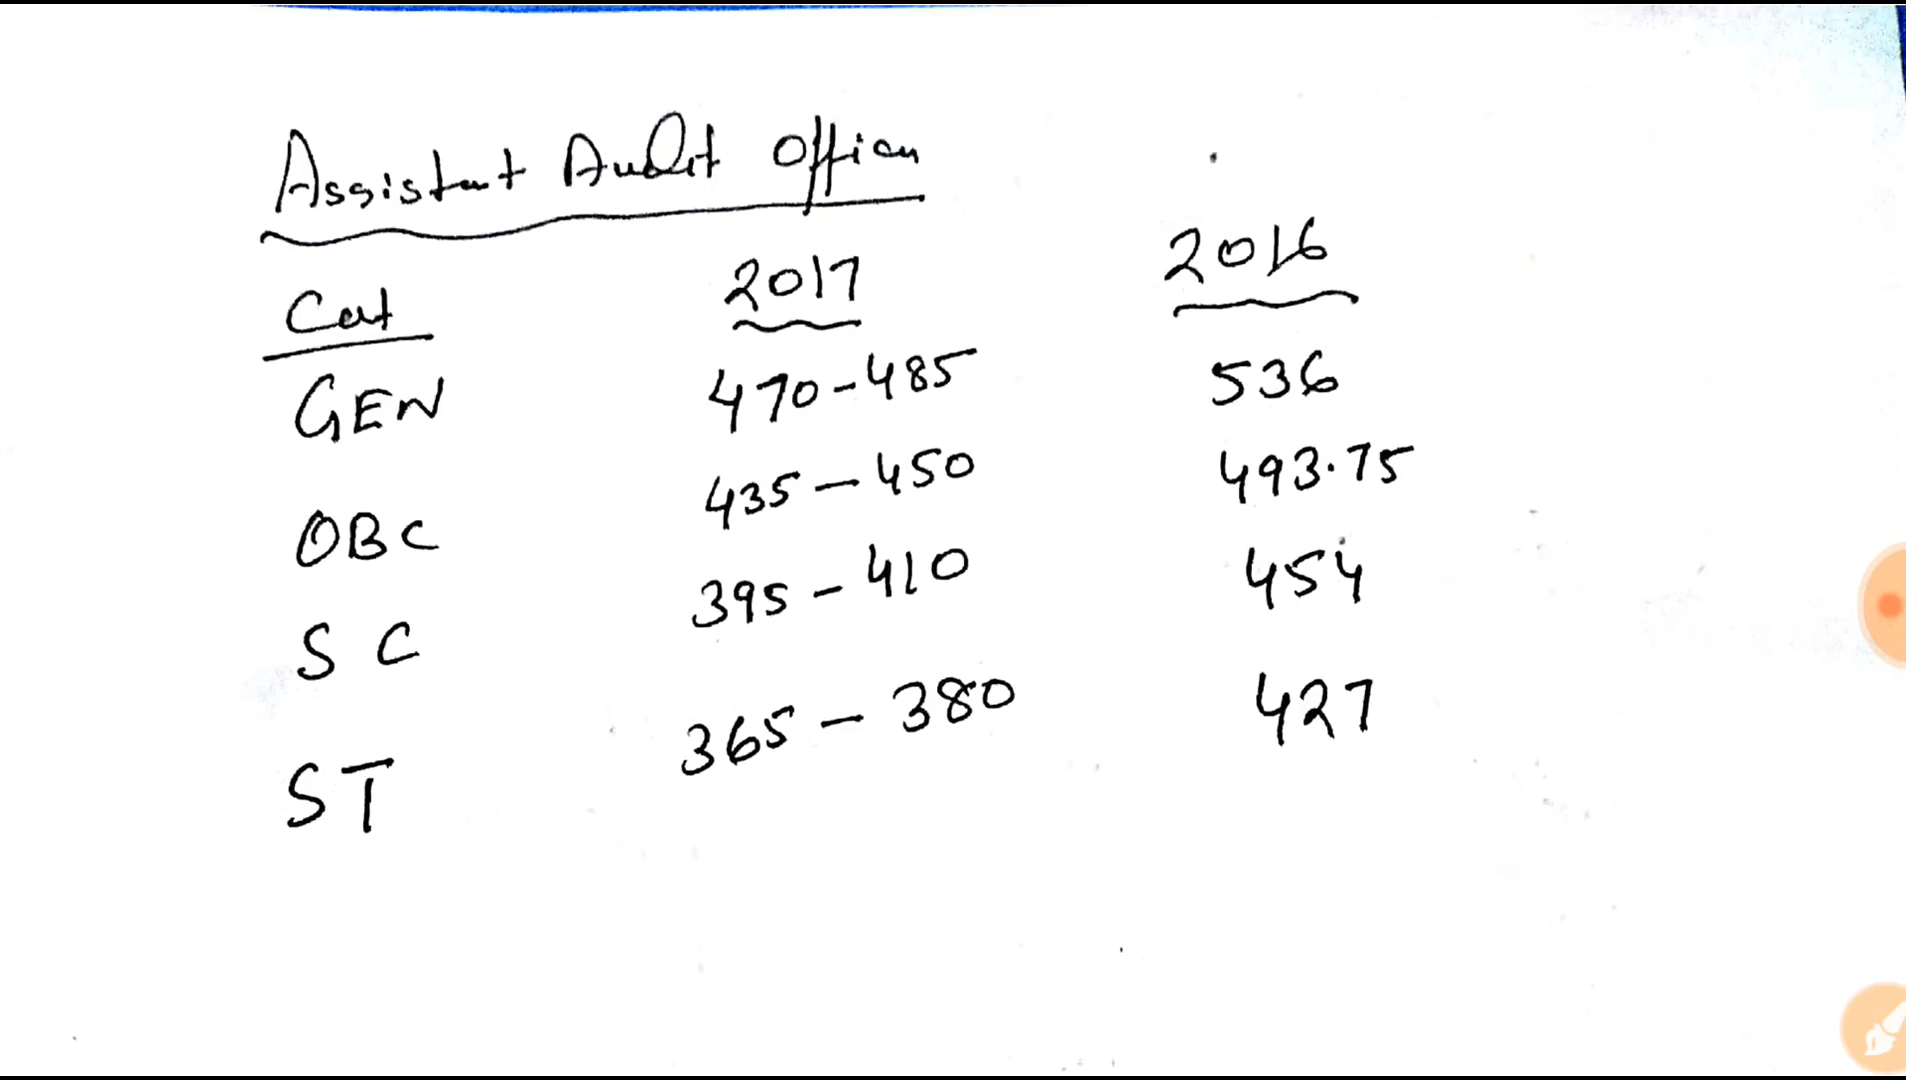 Assistant Audit Officer
Cat 2017 2016
GEN 470-485 536
OBC 435-450 493.75
SC 395-410 454
ST 365-380 427